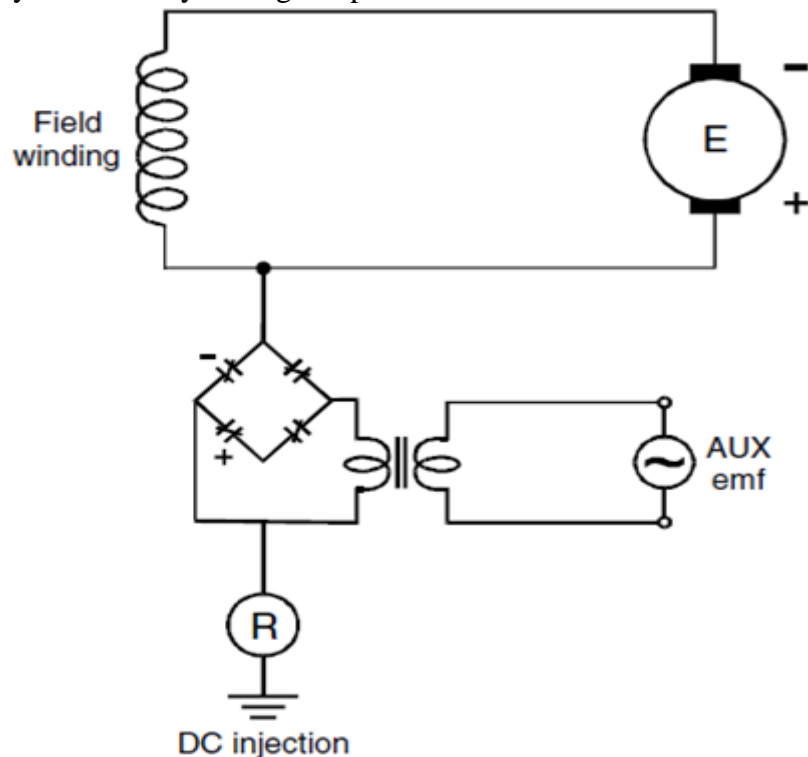 Field
winding
E
-
+
-
+
AUX
emf
~
R
DC injection